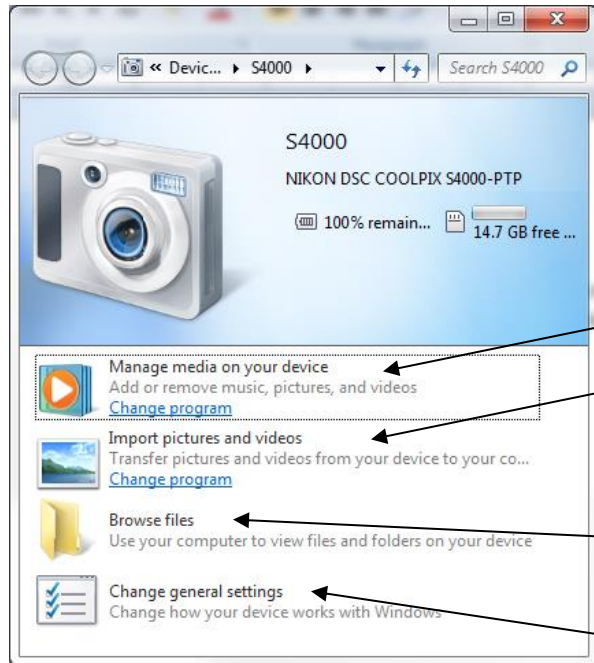 « Devic... ▸ S4000 ▸ Search S4000
S4000
NIKON DSC COOLPIX S4000-PTP
100% remain... 14.7 GB free ...
Manage media on your device
Add or remove music, pictures, and videos
Change program
Import pictures and videos
Transfer pictures and videos from your device to your co...
Change program
Browse files
Use your computer to view files and folders on your device
Change general settings
Change how your device works with Windows